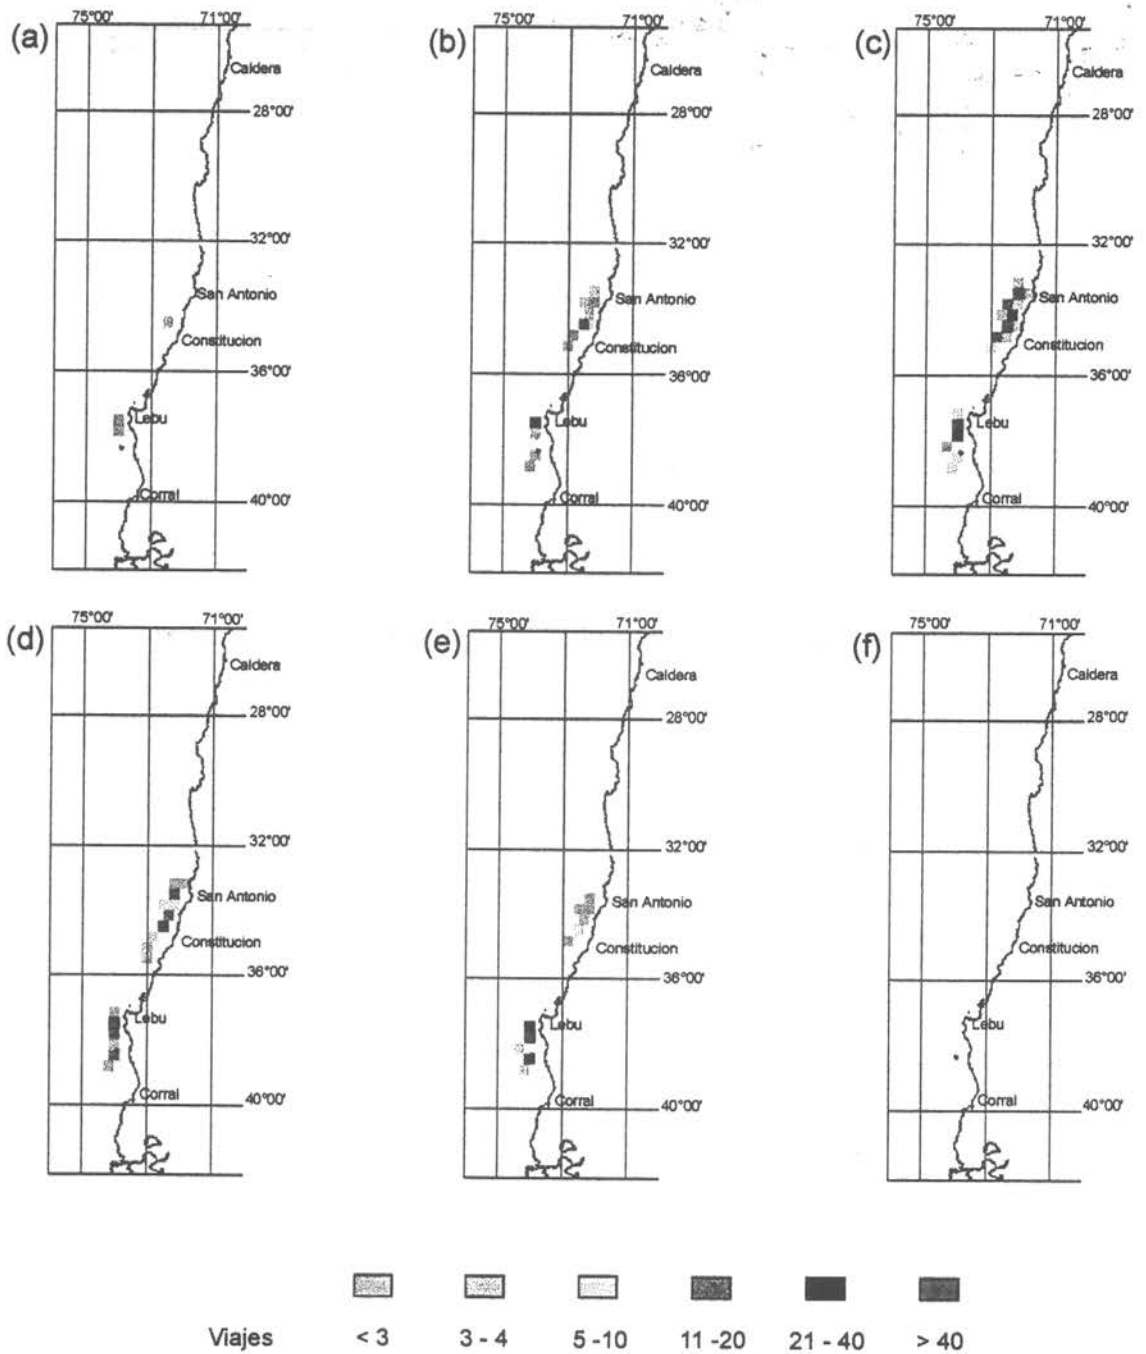 (a)
75°00'
71°00'
Caldera
28°00'
32°00'
San Antonio
Constitucion
36°00'
Lebu
Corral
40°00'
(b)
75°00'
71°00'
Caldera
28°00'
32°00'
San Antonio
Constitucion
36°00'
Lebu
Corral
40°00'
(c)
75°00'
71°00'
Caldera
28°00'
32°00'
San Antonio
Constitucion
36°00'
Lebu
Corral
40°00'
(d)
75°00'
71°00'
Caldera
28°00'
32°00'
San Antonio
Constitucion
36°00'
Lebu
Corral
40°00'
(e)
75°00'
71°00'
Caldera
28°00'
32°00'
San Antonio
Constitucion
36°00'
Lebu
Corral
40°00'
(f)
75°00'
71°00'
Caldera
28°00'
32°00'
San Antonio
Constitucion
36°00'
Lebu
Corral
40°00'
Viajes < 3 3 - 4 5 -10 11 -20 21 - 40 > 40